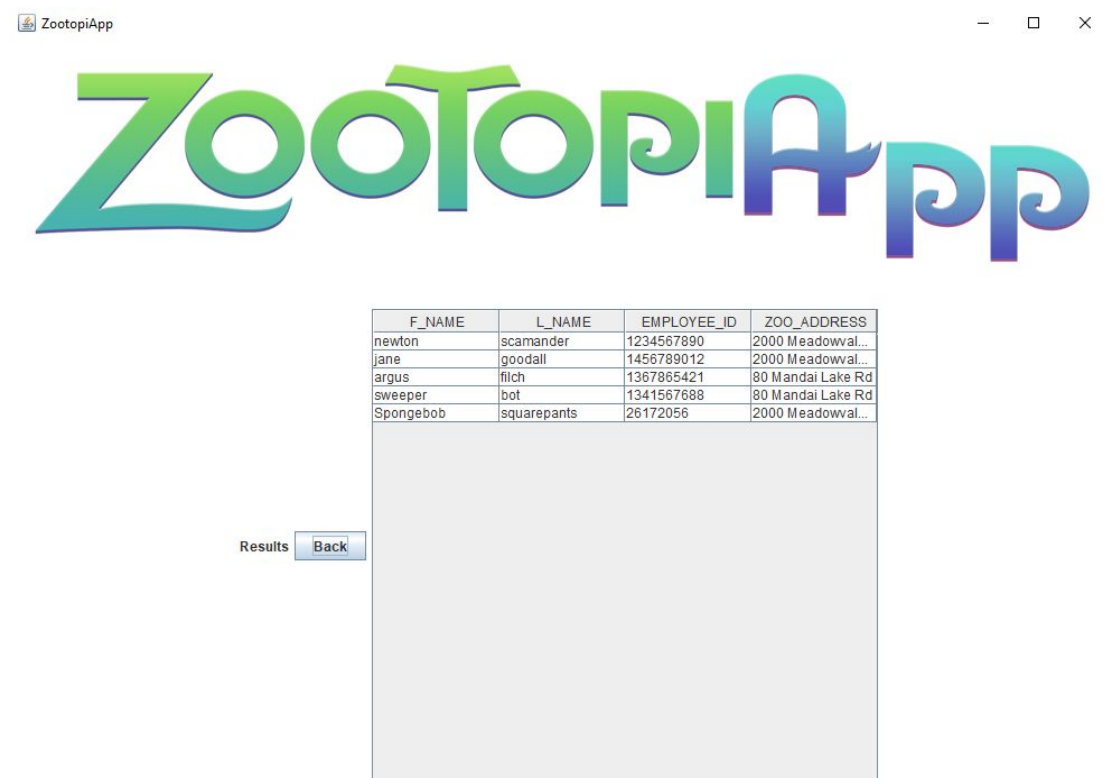 ZootopiApp
ZooTopiApp
F_NAME L_NAME EMPLOYEE_ID ZOO_ADDRESS
newton scamander 1234567890 2000 Meadowval...
jane goodall 1456789012 2000 Meadowval...
argus filch 1367865421 80 Mandai Lake Rd
sweeper bot 1341567688 80 Mandai Lake Rd
Spongebob squarepants 26172056 2000 Meadowval...
Results Back